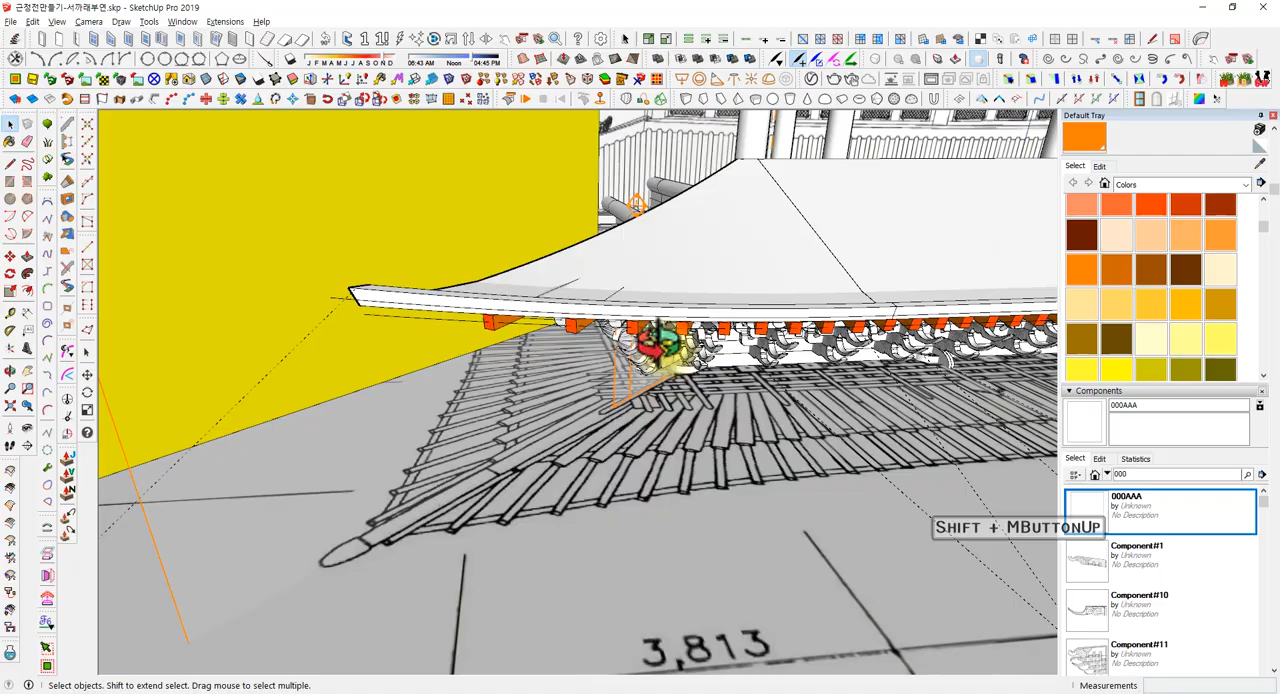 근정전만들기-서까래부연.skp - SketchUp Pro 2019
File Edit View Camera Draw Tools Window Extensions Help
J F M A M J J A S O N D 06:43 AM Noon 04:45 PM
Default Tray
Select Edit
Colors
Components
000AAA
Select Edit Statistics
000
000AAA
by Unknown
No Description
Component#1
by Unknown
No Description
Component#10
by Unknown
No Description
Component#11
by Unknown
No Description
Shift + MButtonUp
3,813
Select objects. Shift to extend select. Drag mouse to select multiple.
Measurements